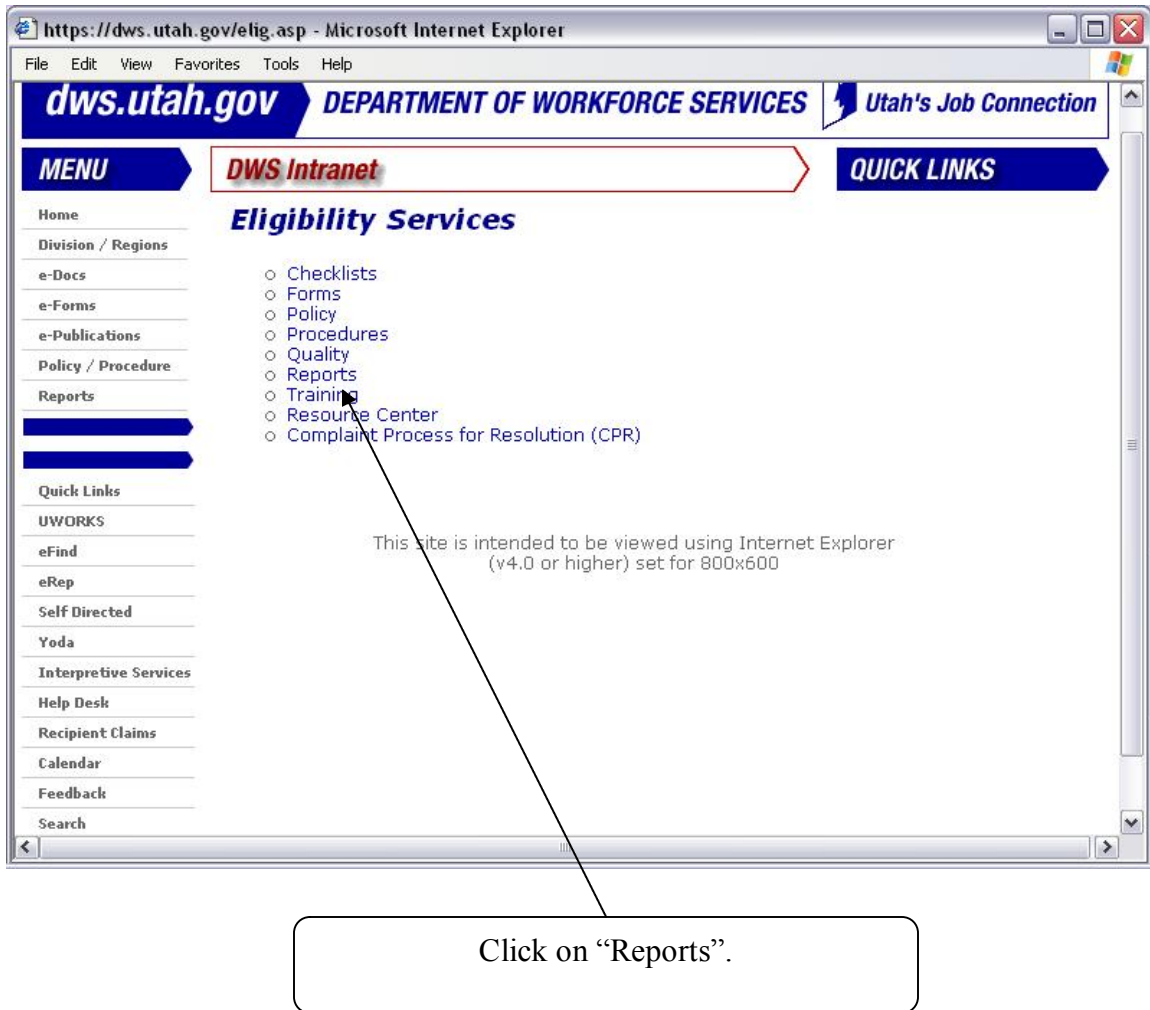 https://dws.utah.gov/elig.asp - Microsoft Internet Explorer
File Edit View Favorites Tools Help
dws.utah.gov DEPARTMENT OF WORKFORCE SERVICES Utah's Job Connection
MENU DWS Intranet QUICK LINKS
Home
Division / Regions
e-Docs
e-Forms
e-Publications
Policy / Procedure
Reports
Quick Links
UWORKS
eFind
eRep
Self Directed
Yoda
Interpretive Services
Help Desk
Recipient Claims
Calendar
Feedback
Search
Eligibility Services
Checklists
Forms
Policy
Procedures
Quality
Reports
Training
Resource Center
Complaint Process for Resolution (CPR)
This site is intended to be viewed using Internet Explorer
(v4.0 or higher) set for 800x600
Click on “Reports”.